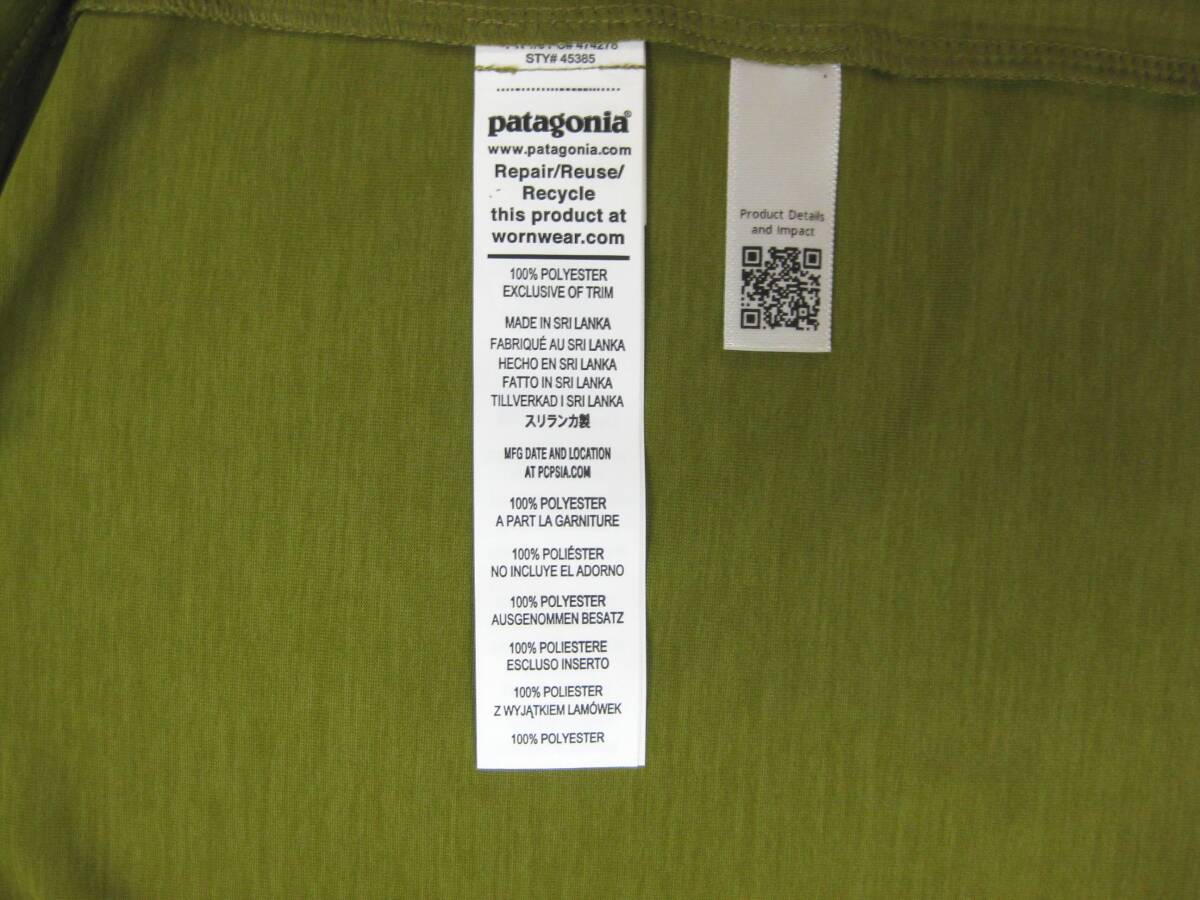 PO# 474278
STY# 45385
patagonia®
www.patagonia.com
Repair/Reuse/
Recycle
this product at
wornwear.com
100% POLYESTER
EXCLUSIVE OF TRIM
MADE IN SRI LANKA
FABRIQUÉ AU SRI LANKA
HECHO EN SRI LANKA
FATTO IN SRI LANKA
TILLVERKAD I SRI LANKA
スリランカ製
MFG DATE AND LOCATION
AT PCPSIA.COM
100% POLYESTER
A PART LA GARNITURE
100% POLIÉSTER
NO INCLUYE EL ADORNO
100% POLYESTER
AUSGENOMMEN BESATZ
100% POLIESTERE
ESCLUSO INSERTO
100% POLIESTER
Z WYJĄTKIEM LAMÓWEK
100% POLYESTER
Product Details
and Impact